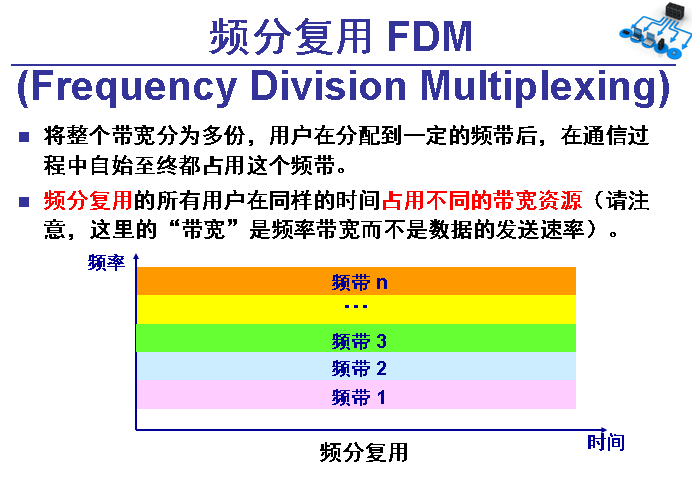 频分复用 FDM
(Frequency Division Multiplexing)
将整个带宽分为多份，用户在分配到一定的频带后，在通信过
程中自始至终都占用这个频带。
频分复用的所有用户在同样的时间占用不同的带宽资源（请注
意，这里的“带宽”是频率带宽而不是数据的发送速率）。
频率
频带 n
…
频带 3
频带 2
频带 1
时间
频分复用